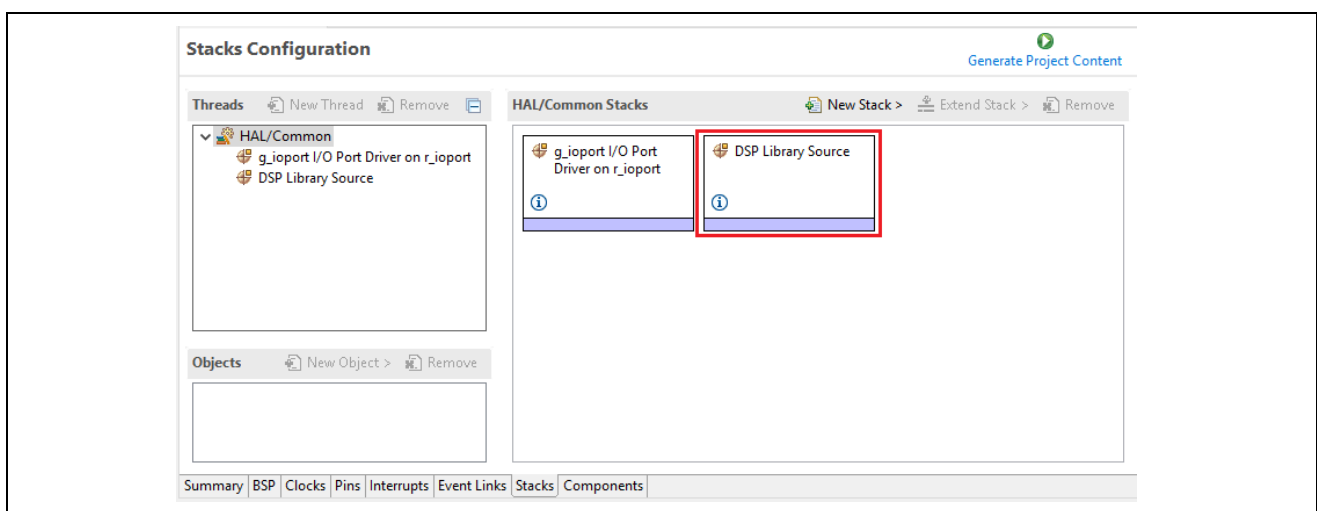 Stacks Configuration
Generate Project Content
Threads New Thread Remove
HAL/Common Stacks New Stack > Extend Stack > Remove
HAL/Common
g_ioport I/O Port Driver on r_ioport
DSP Library Source
g_ioport I/O Port
Driver on r_ioport
DSP Library Source
Objects New Object > Remove
Summary BSP Clocks Pins Interrupts Event Links Stacks Components